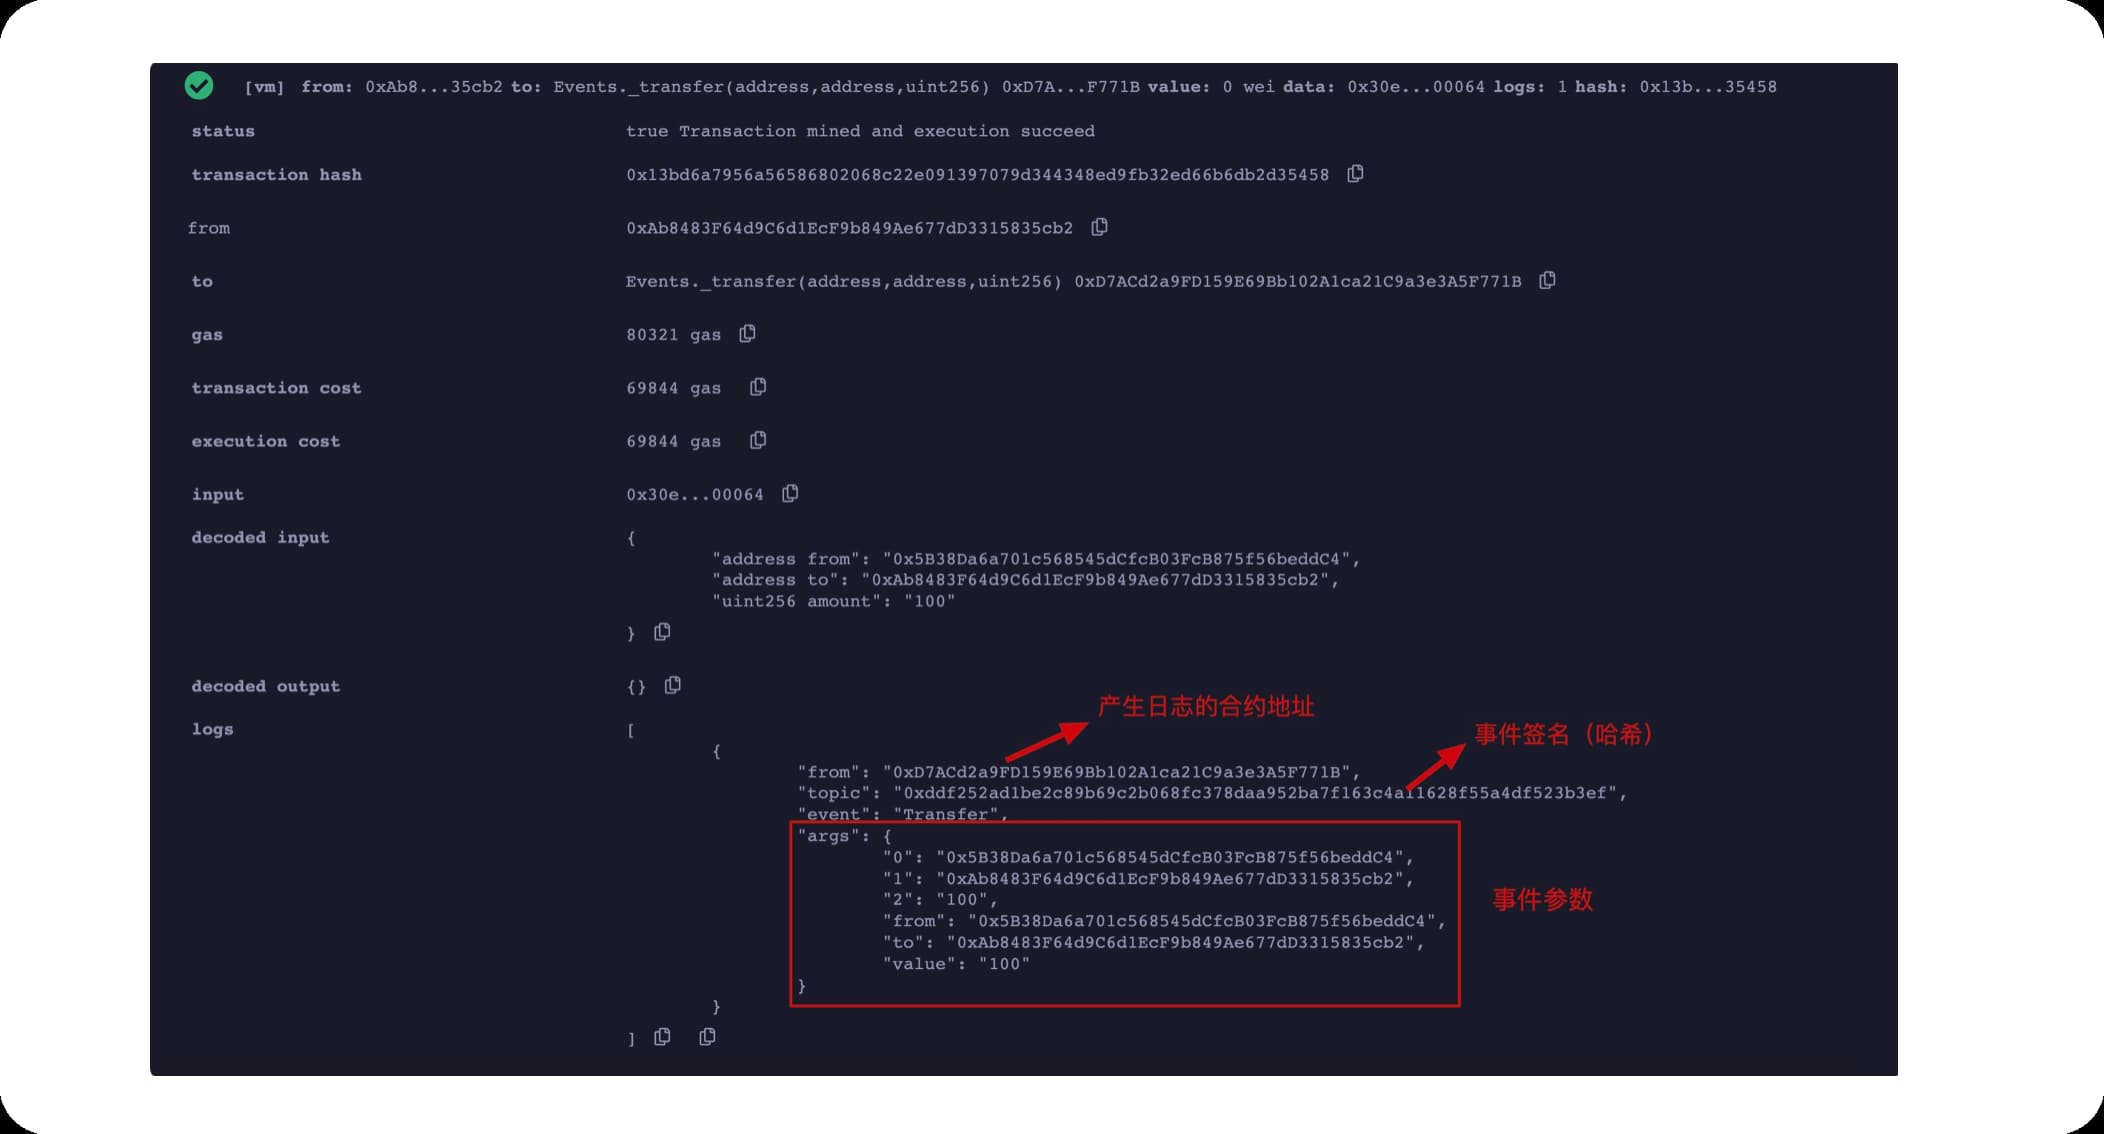 [vm] from: 0xAb8...35cb2 to: Events._transfer(address,address,uint256) 0xD7A...F771B value: 0 wei data: 0x30e...00064 logs: 1 hash: 0x13b...35458
status true Transaction mined and execution succeed
transaction hash 0x13bd6a7956a56586802068c22e091397079d344348ed9fb32ed66b6db2d35458
from 0xAb8483F64d9C6d1EcF9b849Ae677dD3315835cb2
to Events._transfer(address,address,uint256) 0xD7ACd2a9FD159E69Bb102A1ca21C9a3e3A5F771B
gas 80321 gas
transaction cost 69844 gas
execution cost 69844 gas
input 0x30e...00064
decoded input {
"address from": "0x5B38Da6a701c568545dCfcB03FcB875f56beddC4",
"address to": "0xAb8483F64d9C6d1EcF9b849Ae677dD3315835cb2",
"uint256 amount": "100"
}
decoded output {}
产生日志的合约地址
logs [
事件签名（哈希）
{
"from": "0xD7ACd2a9FD159E69Bb102A1ca21C9a3e3A5F771B",
"topic": "0xddf252ad1be2c89b69c2b068fc378daa952ba7f163c4a11628f55a4df523b3ef",
"event": "Transfer",
"args": {
"0": "0x5B38Da6a701c568545dCfcB03FcB875f56beddC4",
"1": "0xAb8483F64d9C6d1EcF9b849Ae677dD3315835cb2",
"2": "100",
"from": "0x5B38Da6a701c568545dCfcB03FcB875f56beddC4",
"to": "0xAb8483F64d9C6d1EcF9b849Ae677dD3315835cb2",
"value": "100"
}
事件参数
}
]